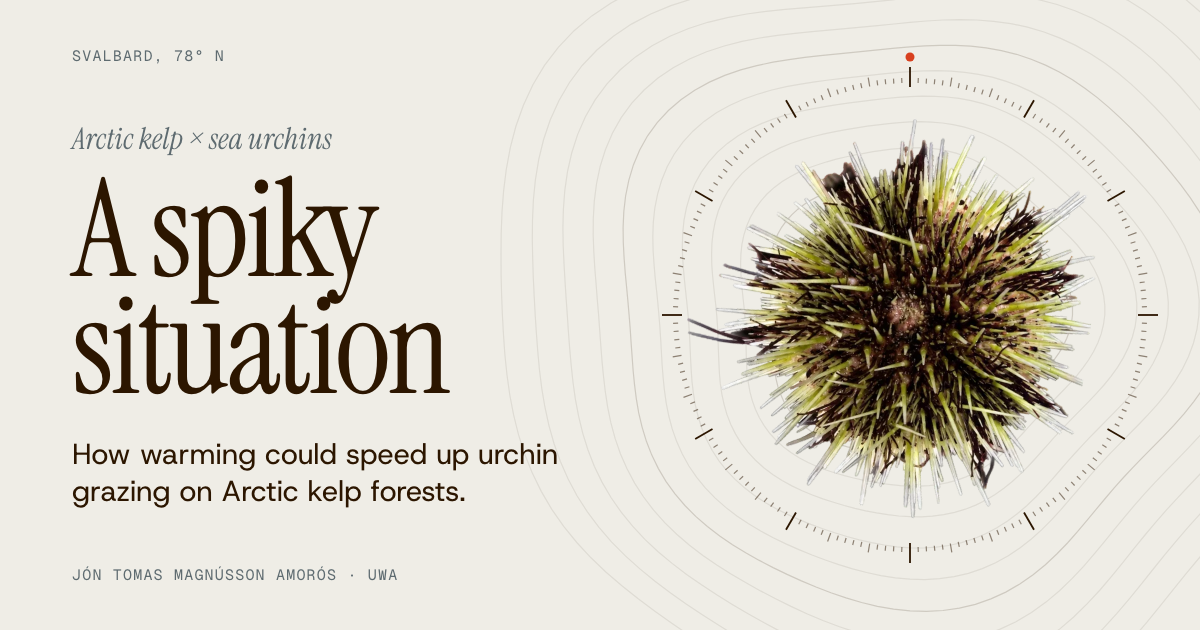 SVALBARD, 78° N
Arctic kelp × sea urchins
A spiky
situation
How warming could speed up urchin
grazing on Arctic kelp forests.
JÓN TOMAS MAGNÚSSON AMORÓS · UWA